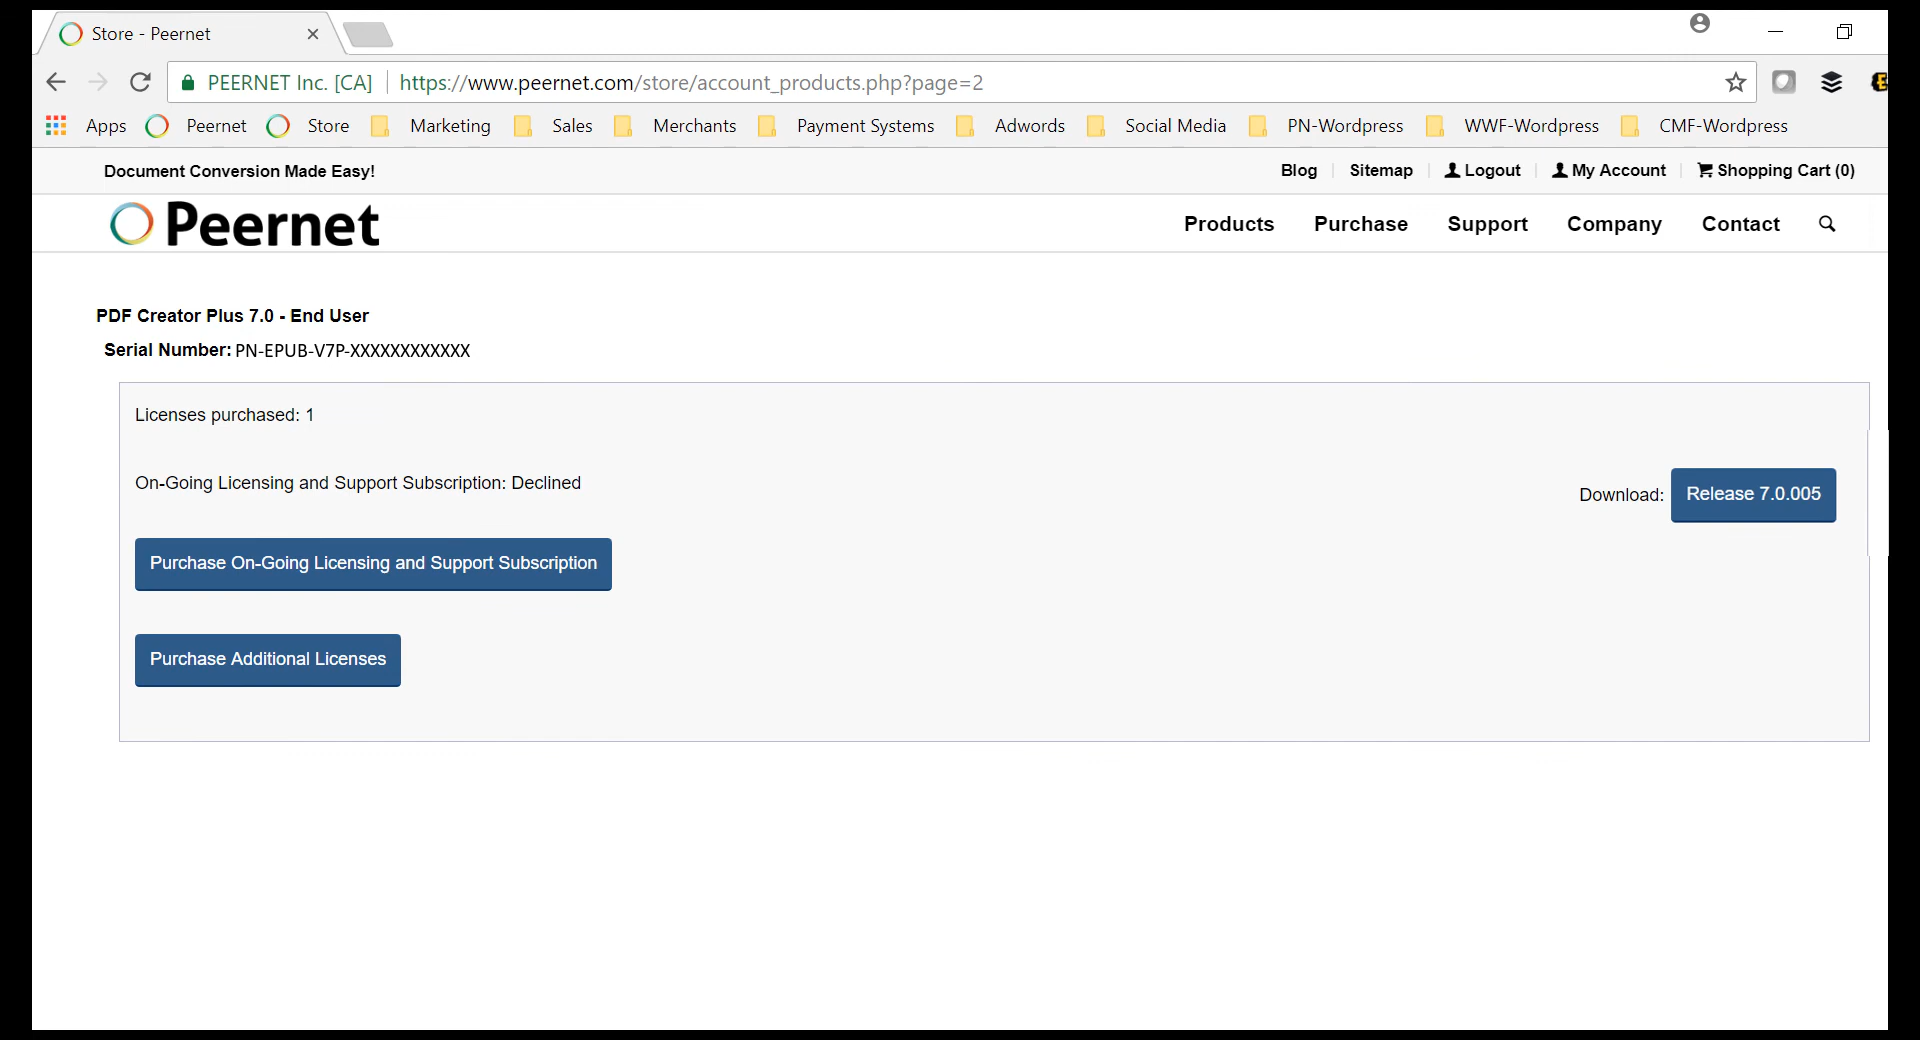 Store - Peernet
PEERNET Inc. [CA] https://www.peernet.com/store/account_products.php?page=2
Apps Peernet Store Marketing Sales Merchants Payment Systems Adwords Social Media PN-Wordpress WWF-Wordpress CMF-Wordpress
Document Conversion Made Easy! Blog Sitemap Logout My Account Shopping Cart (0)
Peernet Products Purchase Support Company Contact
PDF Creator Plus 7.0 - End User
Serial Number: PN-EPUB-V7P-XXXXXXXXXXXX
Licenses purchased: 1
On-Going Licensing and Support Subscription: Declined
Download: Release 7.0.005
Purchase On-Going Licensing and Support Subscription
Purchase Additional Licenses